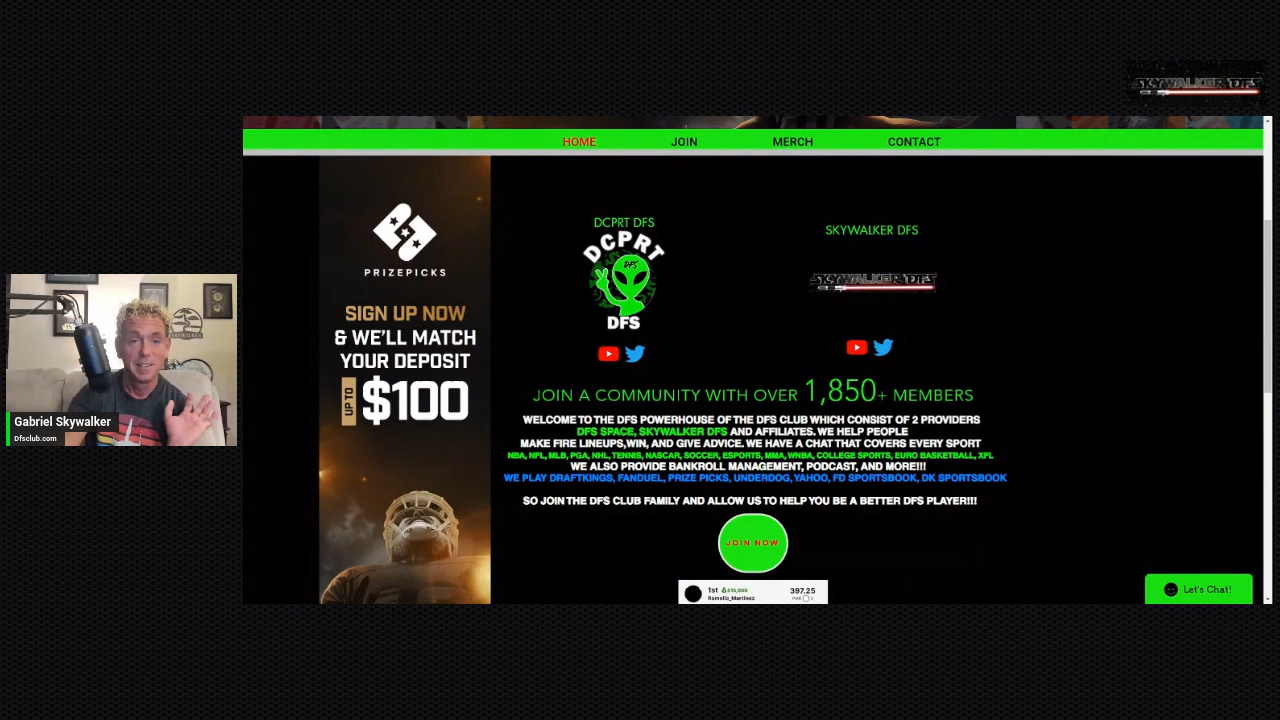 SKYWALKER DFS
HOME
JOIN
MERCH
CONTACT
PRIZEPICKS
SIGN UP NOW
& WE'LL MATCH
YOUR DEPOSIT
UP TO $100
DCPRT DFS
DCPRT
DFS
DFS
SKYWALKER DFS
SKYWALKER DFS
JOIN A COMMUNITY WITH OVER 1,850+ MEMBERS
WELCOME TO THE DFS POWERHOUSE OF THE DFS CLUB WHICH CONSIST OF 2 PROVIDERS
DFS SPACE, SKYWALKER DFS AND AFFILIATES. WE HELP PEOPLE
MAKE FIRE LINEUPS,WIN, AND GIVE ADVICE. WE HAVE A CHAT THAT COVERS EVERY SPORT
NBA, NFL, MLB, PGA, NHL, TENNIS, NASCAR, SOCCER, ESPORTS, MMA, WNBA, COLLEGE SPORTS, EURO BASKETBALL, XFL
WE ALSO PROVIDE BANKROLL MANAGEMENT, PODCAST, AND MORE!!!
WE PLAY DRAFTKINGS, FANDUEL, PRIZE PICKS, UNDERDOG, YAHOO, FD SPORTSBOOK, DK SPORTSBOOK
SO JOIN THE DFS CLUB FAMILY AND ALLOW US TO HELP YOU BE A BETTER DFS PLAYER!!!
JOIN NOW
1st $15,000 397.25
Romello_Martinez
Let's Chat!
Gabriel Skywalker
Dfsclub.com